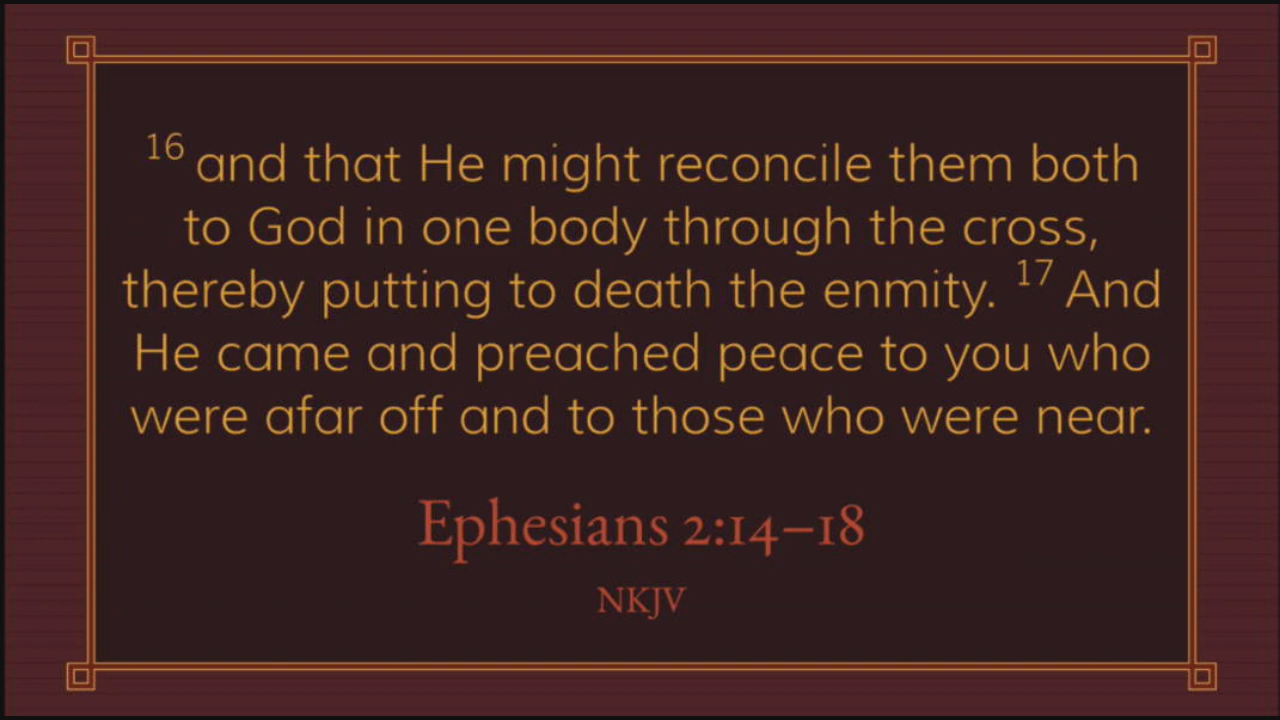 16 and that He might reconcile them both
to God in one body through the cross,
thereby putting to death the enmity. 17 And
He came and preached peace to you who
were afar off and to those who were near.
Ephesians 2:14–18
NKJV